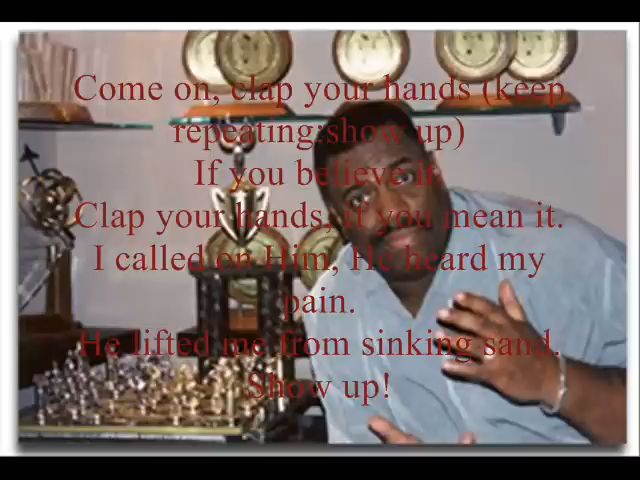 Come on, clap your hands (keep
repeating:show up)
If you believe it,
Clap your hands, if you mean it.
I called on Him, He heard my
pain.
He lifted me from sinking sand.
Show up!